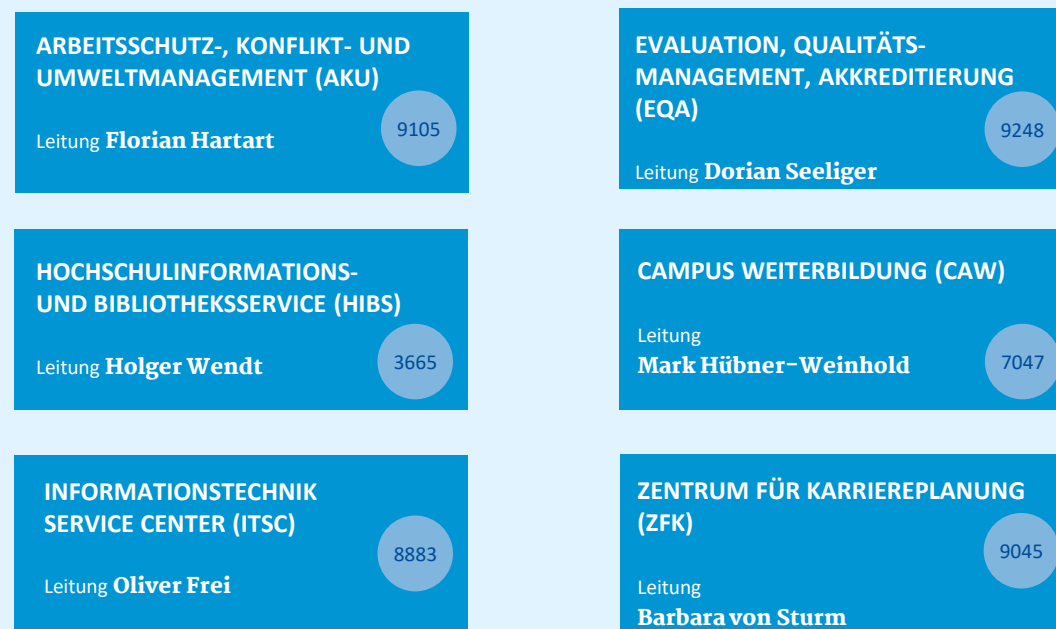 ARBEITSSCHUTZ-, KONFLIKT- UND
UMWELTMANAGEMENT (AKU)
9105
Leitung Florian Hartart
EVALUATION, QUALITÄTS-
MANAGEMENT, AKKREDITIERUNG
(EQA)
9248
Leitung Dorian Seeliger
HOCHSCHULINFORMATIONS-
UND BIBLIOTHEKSSERVICE (HIBS)
Leitung Holger Wendt
3665
CAMPUS WEITERBILDUNG (CAW)
Leitung
Mark Hübner-Weinhold
7047
INFORMATIONSTECHNIK
SERVICE CENTER (ITSC)
8883
Leitung Oliver Frei
ZENTRUM FÜR KARRIEREPLANUNG
(ZFK)
9045
Leitung
Barbara von Sturm